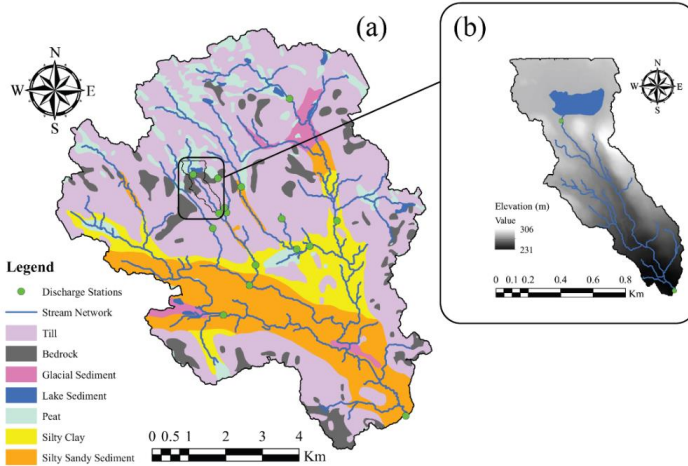 (a)
N
W E
S
Legend
Discharge Stations
Stream Network
Till
Bedrock
Glacial Sediment
Lake Sediment
Peat
Silty Clay
Silty Sandy Sediment
0 0.5 1 2 3 4
Km
(b)
N
W E
S
Elevation (m)
Value
306
231
0 0.1 0.2 0.4 0.6 0.8
Km